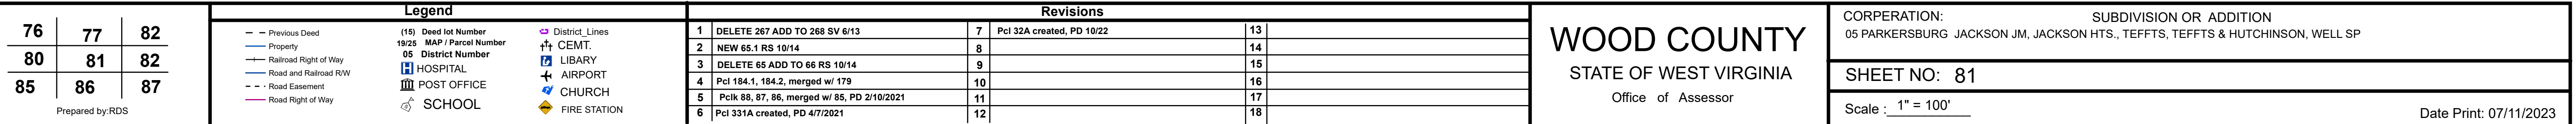 76 77 82
80 81 82
85 86 87
Prepared by:RDS
Legend
Previous Deed
Property
Railroad Right of Way
Road and Railroad R/W
Road Easement
Road Right of Way
(15) Deed lot Number
19/25 MAP / Parcel Number
05 District Number
HOSPITAL
POST OFFICE
SCHOOL
District_Lines
CEMT.
LIBARY
AIRPORT
CHURCH
FIRE STATION
Revisions
1 DELETE 267 ADD TO 268 SV 6/13
2 NEW 65.1 RS 10/14
3 DELETE 65 ADD TO 66 RS 10/14
4 Pcl 184.1, 184.2, merged w/ 179
5 Pclk 88, 87, 86, merged w/ 85, PD 2/10/2021
6 Pcl 331A created, PD 4/7/2021
7 Pcl 32A created, PD 10/22
8
9
10
11
12
13
14
15
16
17
18
WOOD COUNTY
STATE OF WEST VIRGINIA
Office of Assessor
CORPERATION: SUBDIVISION OR ADDITION
05 PARKERSBURG JACKSON JM, JACKSON HTS., TEFFTS, TEFFTS & HUTCHINSON, WELL SP
SHEET NO: 81
Scale : 1" = 100'
Date Print: 07/11/2023